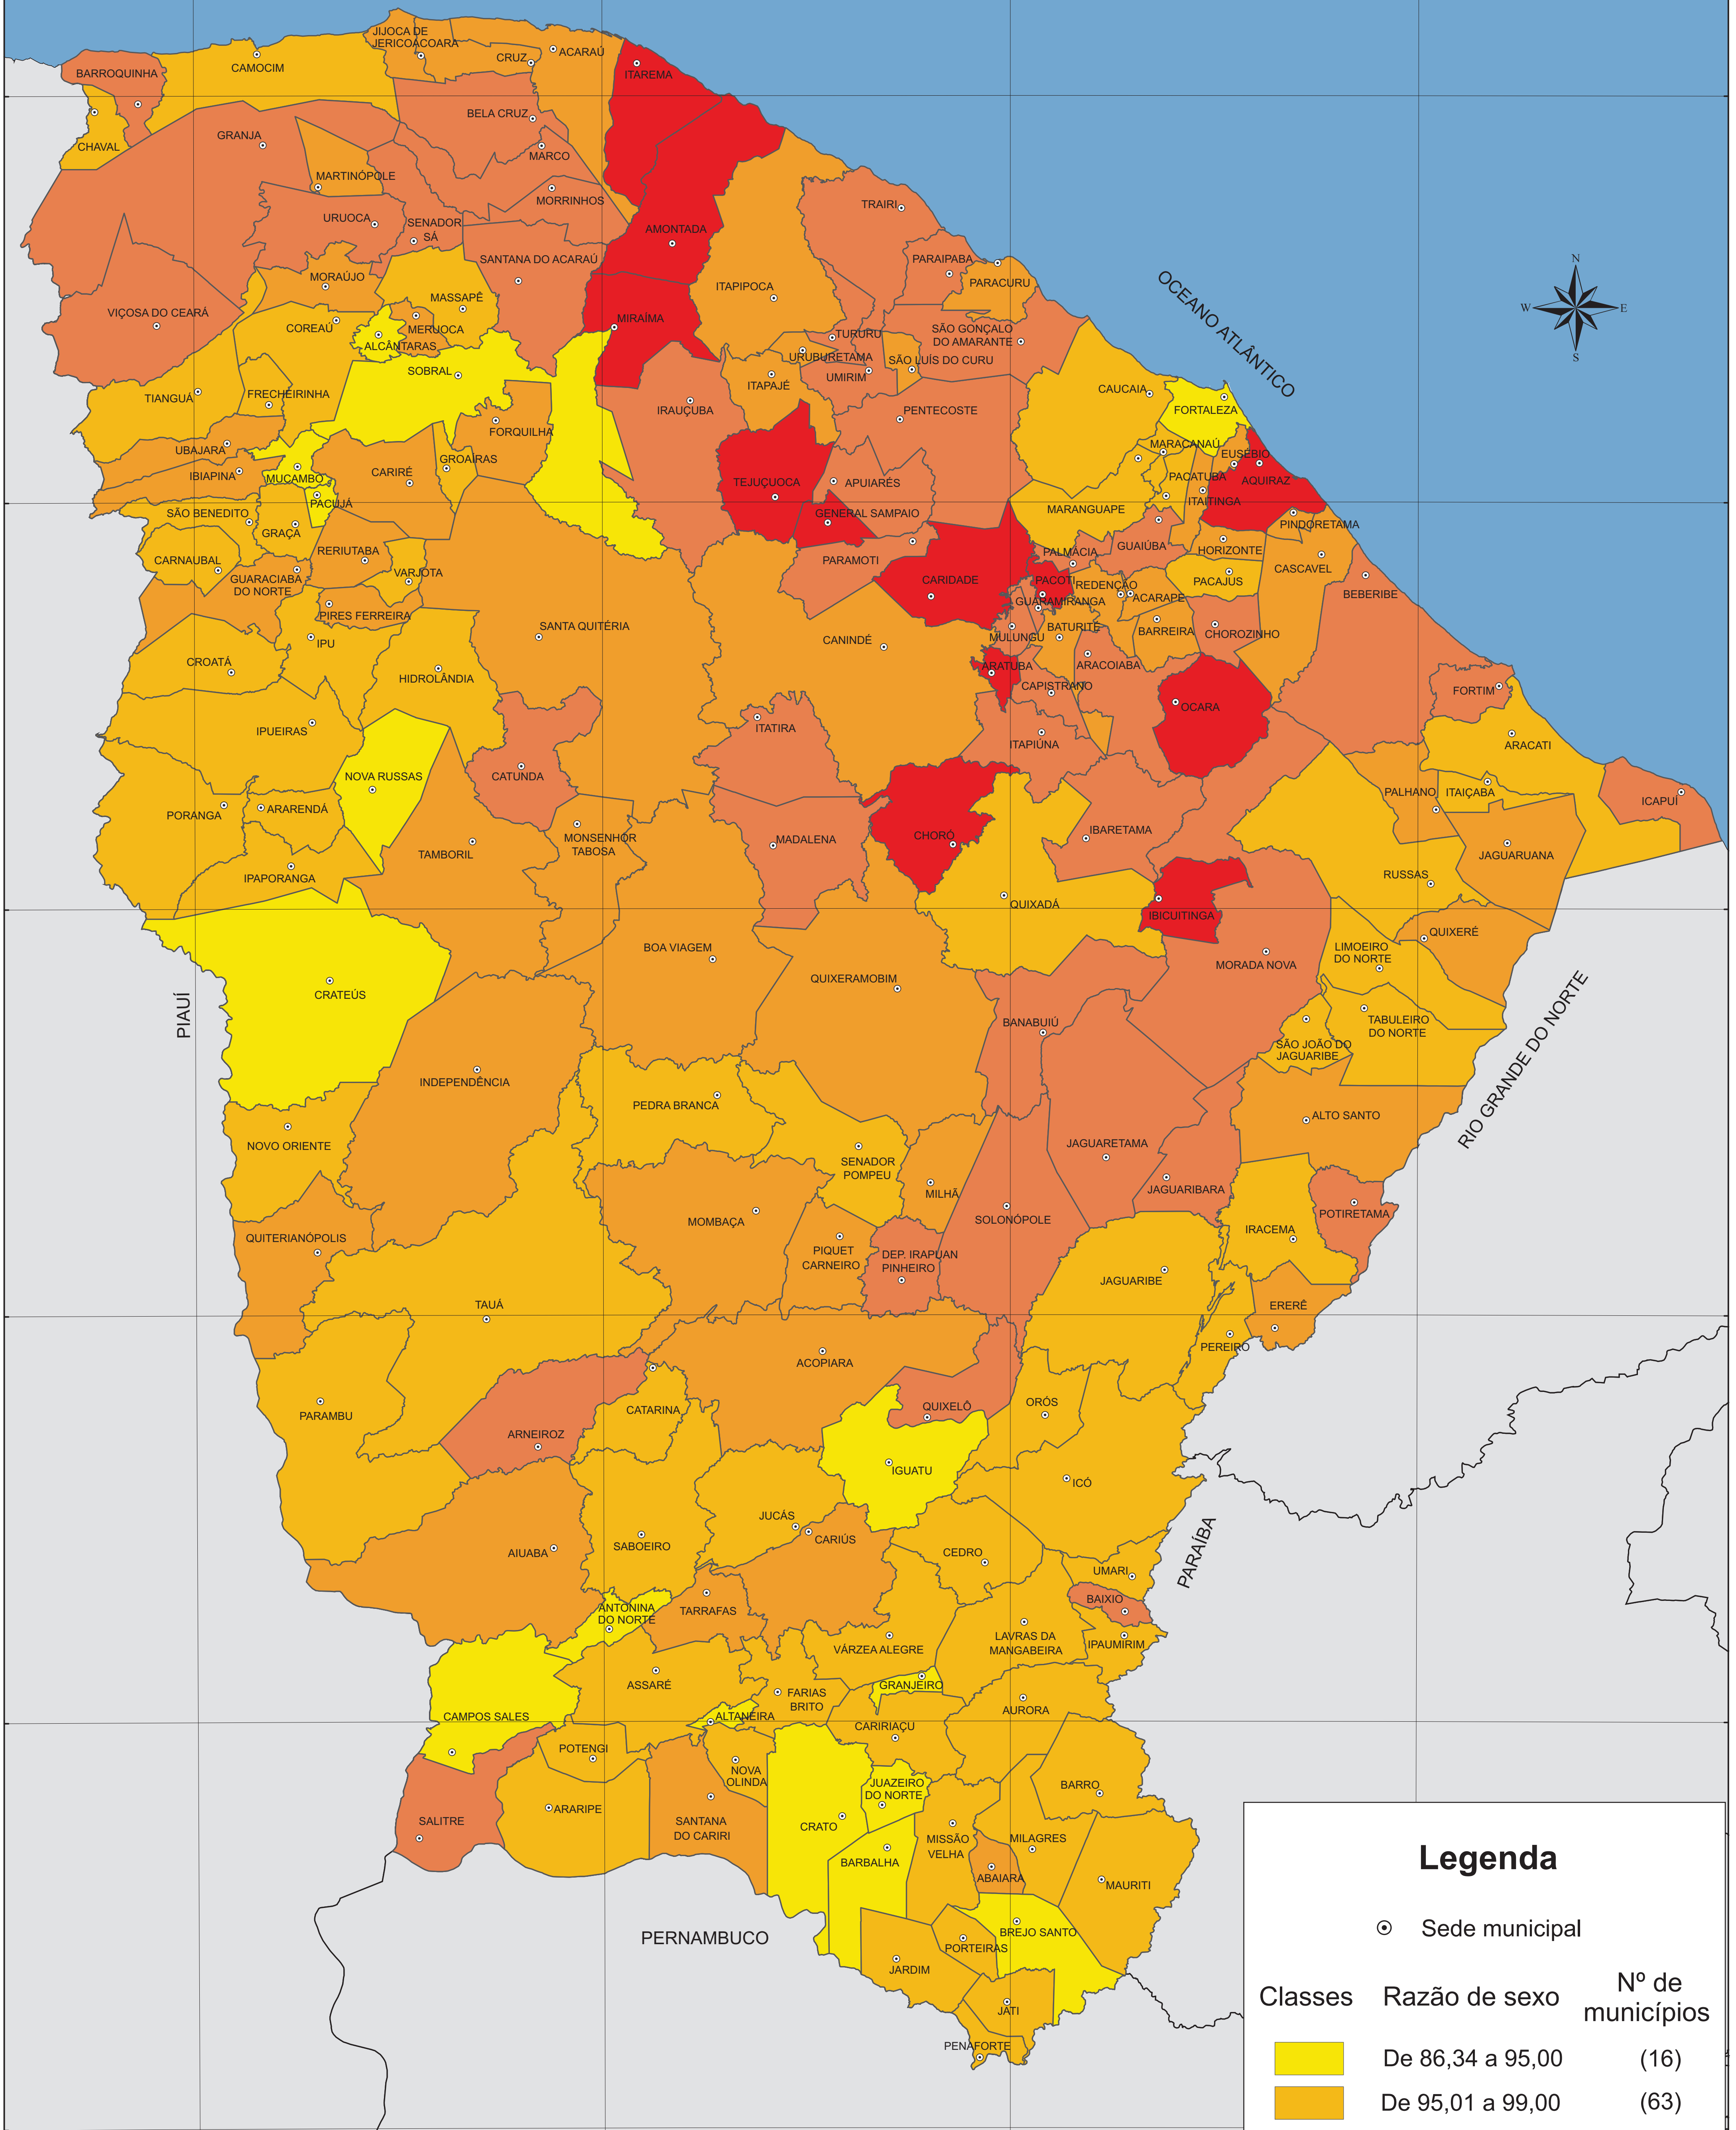 JIJOCA DE
JERICOACOARA
CRUZ
ACARAÚ
CAMOCIM
BARROQUINHA
ITAREMA
CHAVAL
GRANJA
BELA CRUZ
MARCO
MARTINÓPOLE
MORRINHOS
URUOCA
SENADOR
SÁ
AMONTADA
TRAIRI
SANTANA DO ACARAÚ
PARAIPABA
PARACURU
MORAÚJO
MASSAPÊ
ITAPIPOCA
VIÇOSA DO CEARÁ
COREAÚ
MERUOCA
ALCÂNTARAS
MIRAÍMA
TURURU
SÃO GONÇALO
DO AMARANTE
URUBURETAMA
SÃO LUÍS DO CURU
OCEANO ATLÂNTICO
N
W
E
S
SOBRAL
UMIRIM
ITAPAJÉ
TIANGUÁ
FRECHEIRINHA
IRAUÇUBA
PENTECOSTE
CAUCAIA
FORTALEZA
FORQUILHA
UBAJARA
MARACANAÚ
EUSÉBIO
IBIAPINA
MUCAMBO
CARIRÉ
GROAÍRAS
TEJUÇUOCA
APUIARÉS
PACATUBA
AQUIRAZ
ITAITINGA
PACUJÁ
SÃO BENEDITO
GRAÇA
GENERAL SAMPAIO
MARANGUAPE
PINDORETAMA
CARNAUBAL
RERIUTABA
VARJOTA
PARAMOTI
PALMÁCIA
GUAIÚBA
HORIZONTE
CASCAVEL
GUARACIABA
DO NORTE
CARIDADE
PACOTI
REDENÇÃO
PACAJUS
BEBERIBE
PIRES FERREIRA
GUARAMIRANGA
ACARAPE
SANTA QUITÉRIA
CANINDÉ
MULUNGU
BATURITÉ
BARREIRA
CHOROZINHO
IPU
CROATÁ
HIDROLÂNDIA
ARATUBA
ARACOIABA
CAPISTRANO
FORTIM
OCARA
IPUEIRAS
ITATIRA
ITAPIÚNA
ARACATI
NOVA RUSSAS
CATUNDA
PORANGA
ARARENDÁ
PALHANO
ITAIÇABA
ICAPUÍ
MONSENHOR
TABOSA
MADALENA
CHORÓ
IBARETAMA
TAMBORIL
JAGUARUANA
IPAPORANGA
RUSSAS
QUIXADÁ
IBICUITINGA
QUIXERÉ
BOA VIAGEM
LIMOEIRO
DO NORTE
MORADA NOVA
QUIXERAMOBIM
CRATEÚS
PIAUÍ
BANABUIÚ
TABULEIRO
DO NORTE
SÃO JOÃO DO
JAGUARIBE
RIO GRANDE DO NORTE
INDEPENDÊNCIA
PEDRA BRANCA
ALTO SANTO
NOVO ORIENTE
SENADOR
POMPEU
JAGUARETAMA
MILHÃ
JAGUARIBARA
SOLONÓPOLE
POTIRETAMA
MOMBAÇA
IRACEMA
QUITERIANÓPOLIS
PIQUET
CARNEIRO
DEP. IRAPUAN
PINHEIRO
JAGUARIBE
TAUÁ
ERERÊ
PEREIRO
ACOPIARA
PARAMBU
CATARINA
QUIXELÔ
ORÓS
ARNEIROZ
IGUATU
ICÓ
JUCÁS
CARIÚS
SABOEIRO
AIUABA
CEDRO
PARAÍBA
UMARI
BAIXIO
ANTONINA
DO NORTE
TARRAFAS
VÁRZEA ALEGRE
LAVRAS DA
MANGABEIRA
IPAUMIRIM
ASSARÉ
GRANJEIRO
FARIAS
BRITO
AURORA
CAMPOS SALES
ALTANEIRA
CARIRIAÇU
POTENGI
NOVA
OLINDA
JUAZEIRO
DO NORTE
BARRO
ARARIPE
SALITRE
SANTANA
DO CARIRI
CRATO
MISSÃO
VELHA
MILAGRES
BARBALHA
ABAIARA
MAURITI
BREJO SANTO
PERNAMBUCO
PORTEIRAS
JARDIM
JATI
PENAFORTE
Legenda
Sede municipal
Classes Razão de sexo Nº de
municípios
De 86,34 a 95,00 (16)
De 95,01 a 99,00 (63)